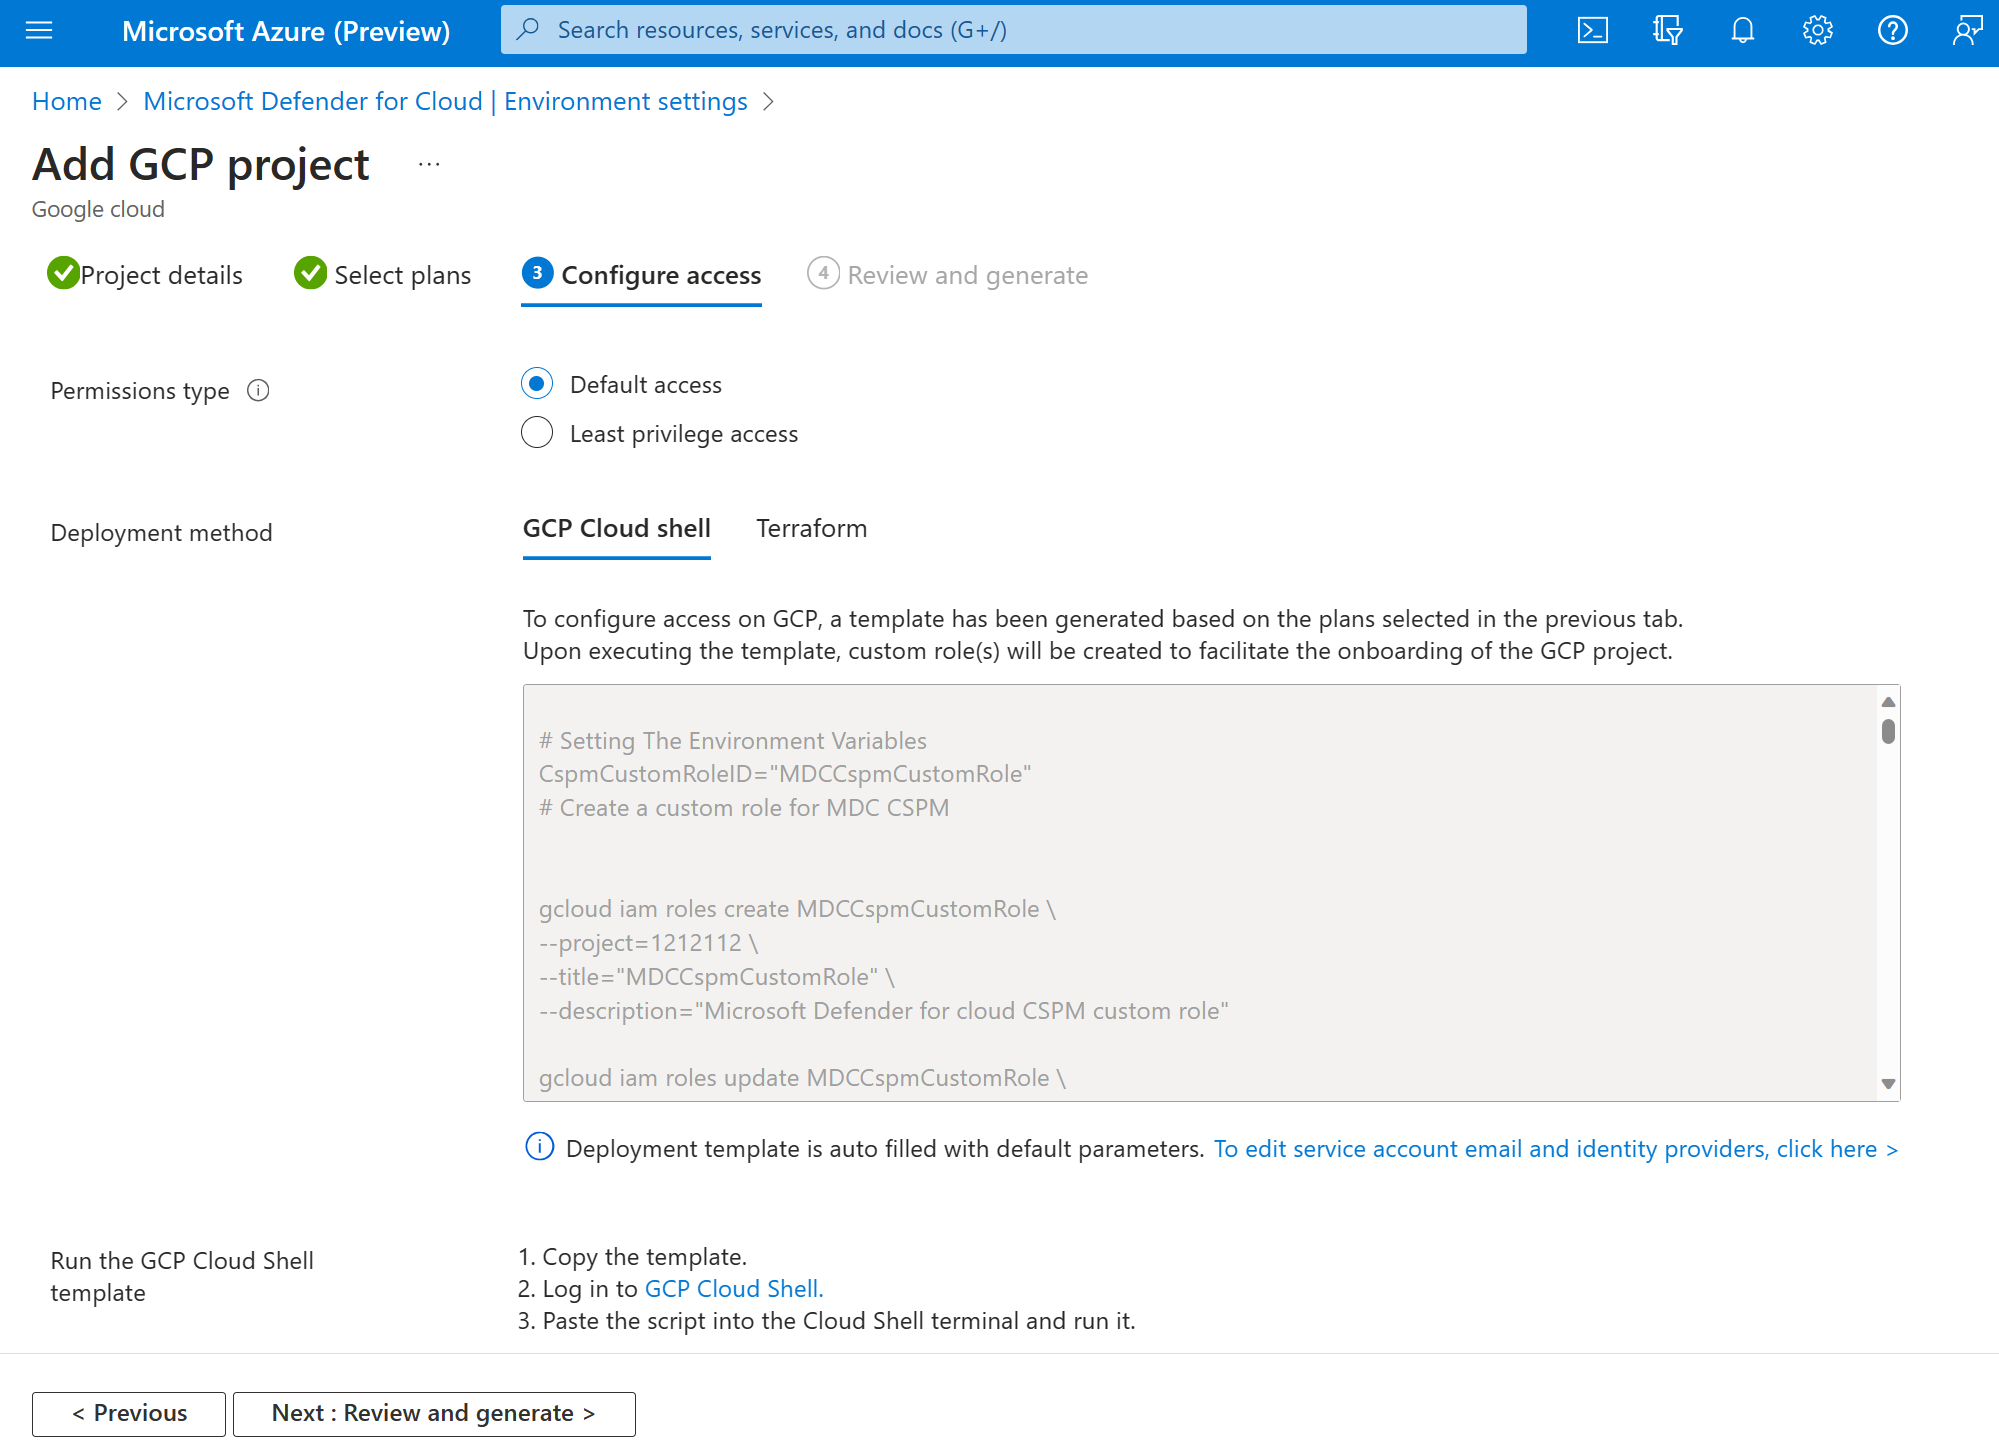 Microsoft Azure (Preview)
Search resources, services, and docs (G+/)
Home > Microsoft Defender for Cloud | Environment settings >
Add GCP project ...
Google cloud
Project details
Select plans
3 Configure access
4 Review and generate
Permissions type
Default access
Least privilege access
Deployment method
GCP Cloud shell
Terraform
To configure access on GCP, a template has been generated based on the plans selected in the previous tab.
Upon executing the template, custom role(s) will be created to facilitate the onboarding of the GCP project.
# Setting The Environment Variables
CspmCustomRoleID="MDCCspmCustomRole"
# Create a custom role for MDC CSPM
gcloud iam roles create MDCCspmCustomRole \
--project=1212112 \
--title="MDCCspmCustomRole" \
--description="Microsoft Defender for cloud CSPM custom role"
gcloud iam roles update MDCCspmCustomRole \
Deployment template is auto filled with default parameters. To edit service account email and identity providers, click here >
Run the GCP Cloud Shell
template
1. Copy the template.
2. Log in to GCP Cloud Shell.
3. Paste the script into the Cloud Shell terminal and run it.
< Previous
Next : Review and generate >